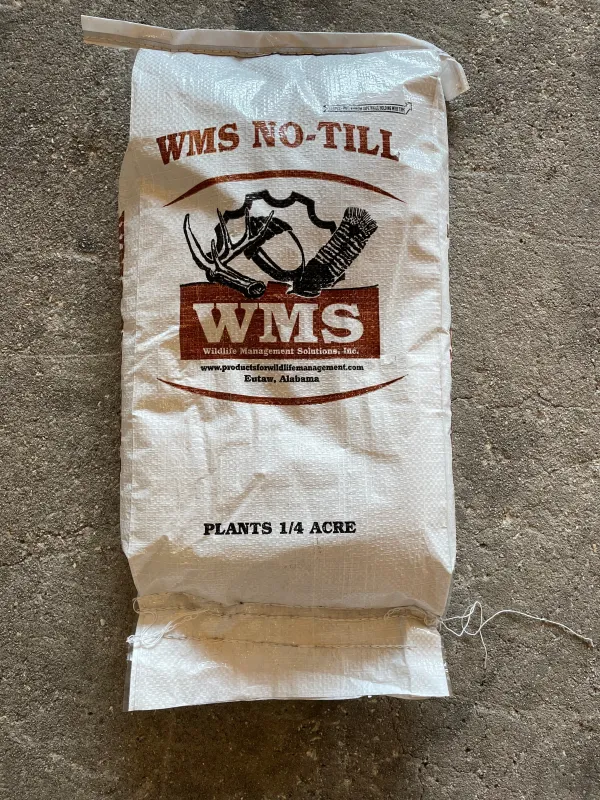 WMS NO-TILL
WMS
Wildlife Management Solutions, Inc.
www.productsforwildlifemanagement.com
Eutaw, Alabama
PLANTS 1/4 ACRE